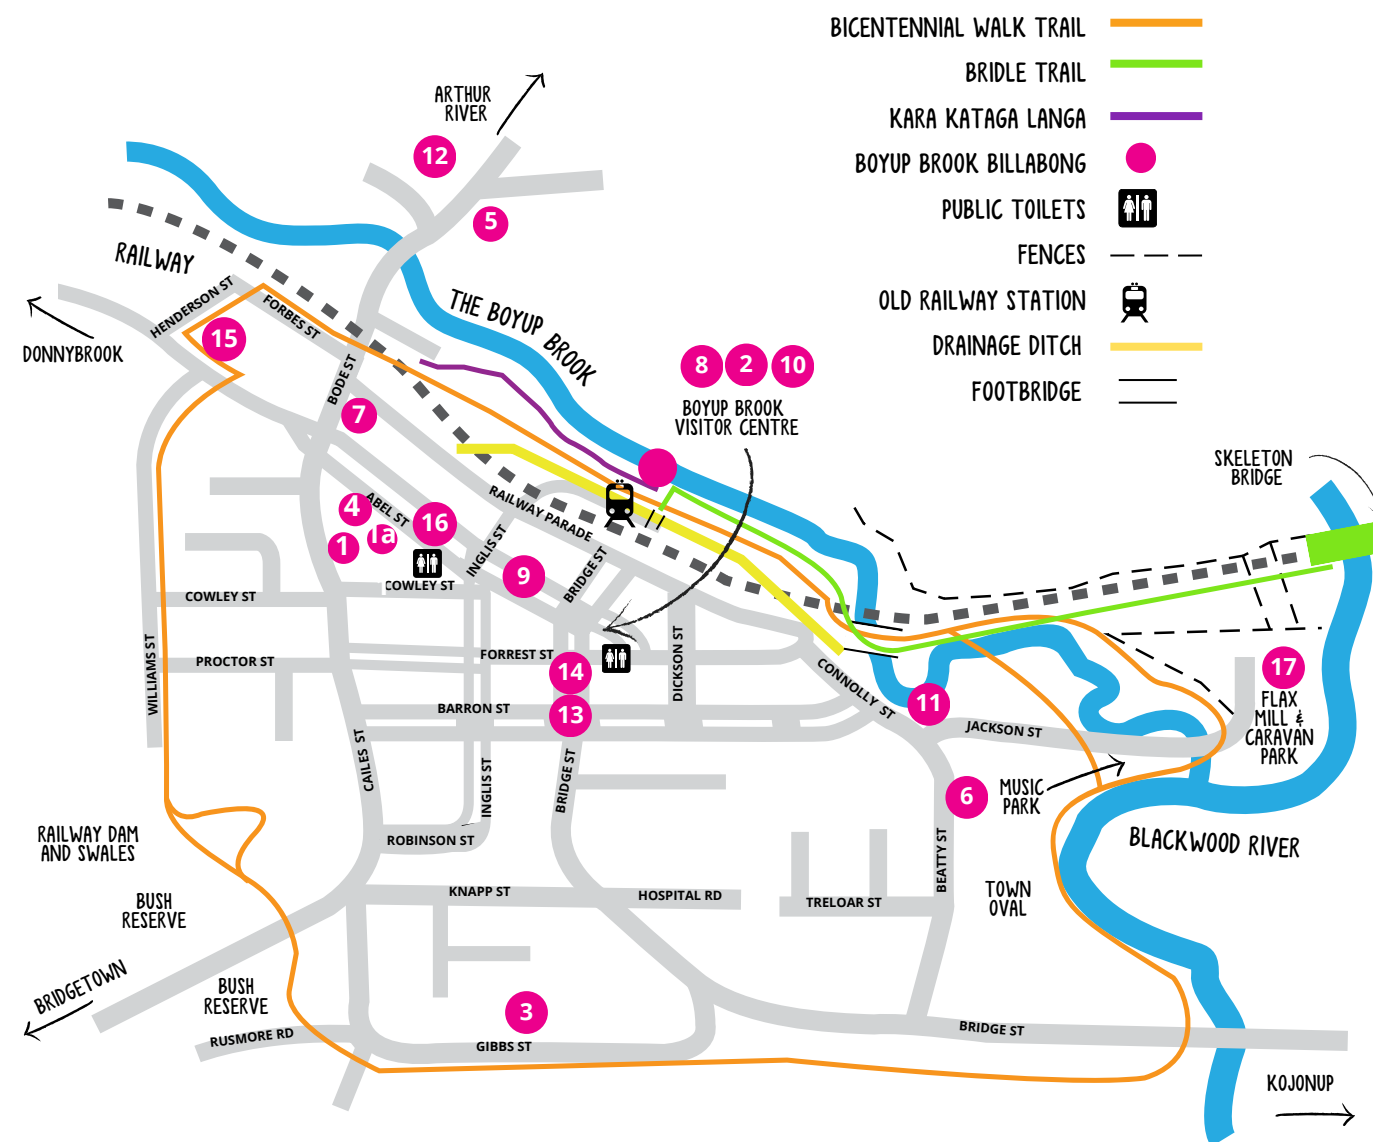 BICENTENNIAL WALK TRAIL
BRIDLE TRAIL
KARA KATAGA LANGA
BOYUP BROOK BILLABONG
PUBLIC TOILETS
FENCES
OLD RAILWAY STATION
DRAINAGE DITCH
FOOTBRIDGE
ARTHUR
RIVER
12
5
RAILWAY
THE BOYUP BROOK
HENDERSON ST
FORBES ST
15
DONNYBROOK
BODE ST
7
8
2
10
BOYUP BROOK
VISITOR CENTRE
SKELETON
BRIDGE
4
ABEL ST
16
1a
1
RAILWAY PARADE
INGLIS ST
9
BRIDGE ST
COWLEY ST
COWLEY ST
WILLIAMS ST
PROCTOR ST
FORREST ST
14
DICKSON ST
CONNOLLY ST
BARRON ST
13
11
JACKSON ST
17
FLAX
MILL &
CARAVAN
PARK
CAILES ST
INGLIS ST
BRIDGE ST
6
MUSIC
PARK
BLACKWOOD RIVER
RAILWAY DAM
AND SWALES
ROBINSON ST
BEATTY ST
KNAPP ST
HOSPITAL RD
TRELOAR ST
TOWN
OVAL
BUSH
RESERVE
BRIDGETOWN
BUSH
RESERVE
3
RUSMORE RD
GIBBS ST
BRIDGE ST
KOJONUP